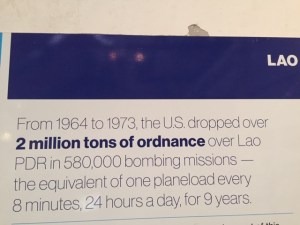 LAO
From 1964 to 1973, the U.S. dropped over
2 million tons of ordnance over Lao
PDR in 580,000 bombing missions —
the equivalent of one planeload every
8 minutes, 24 hours a day, for 9 years.